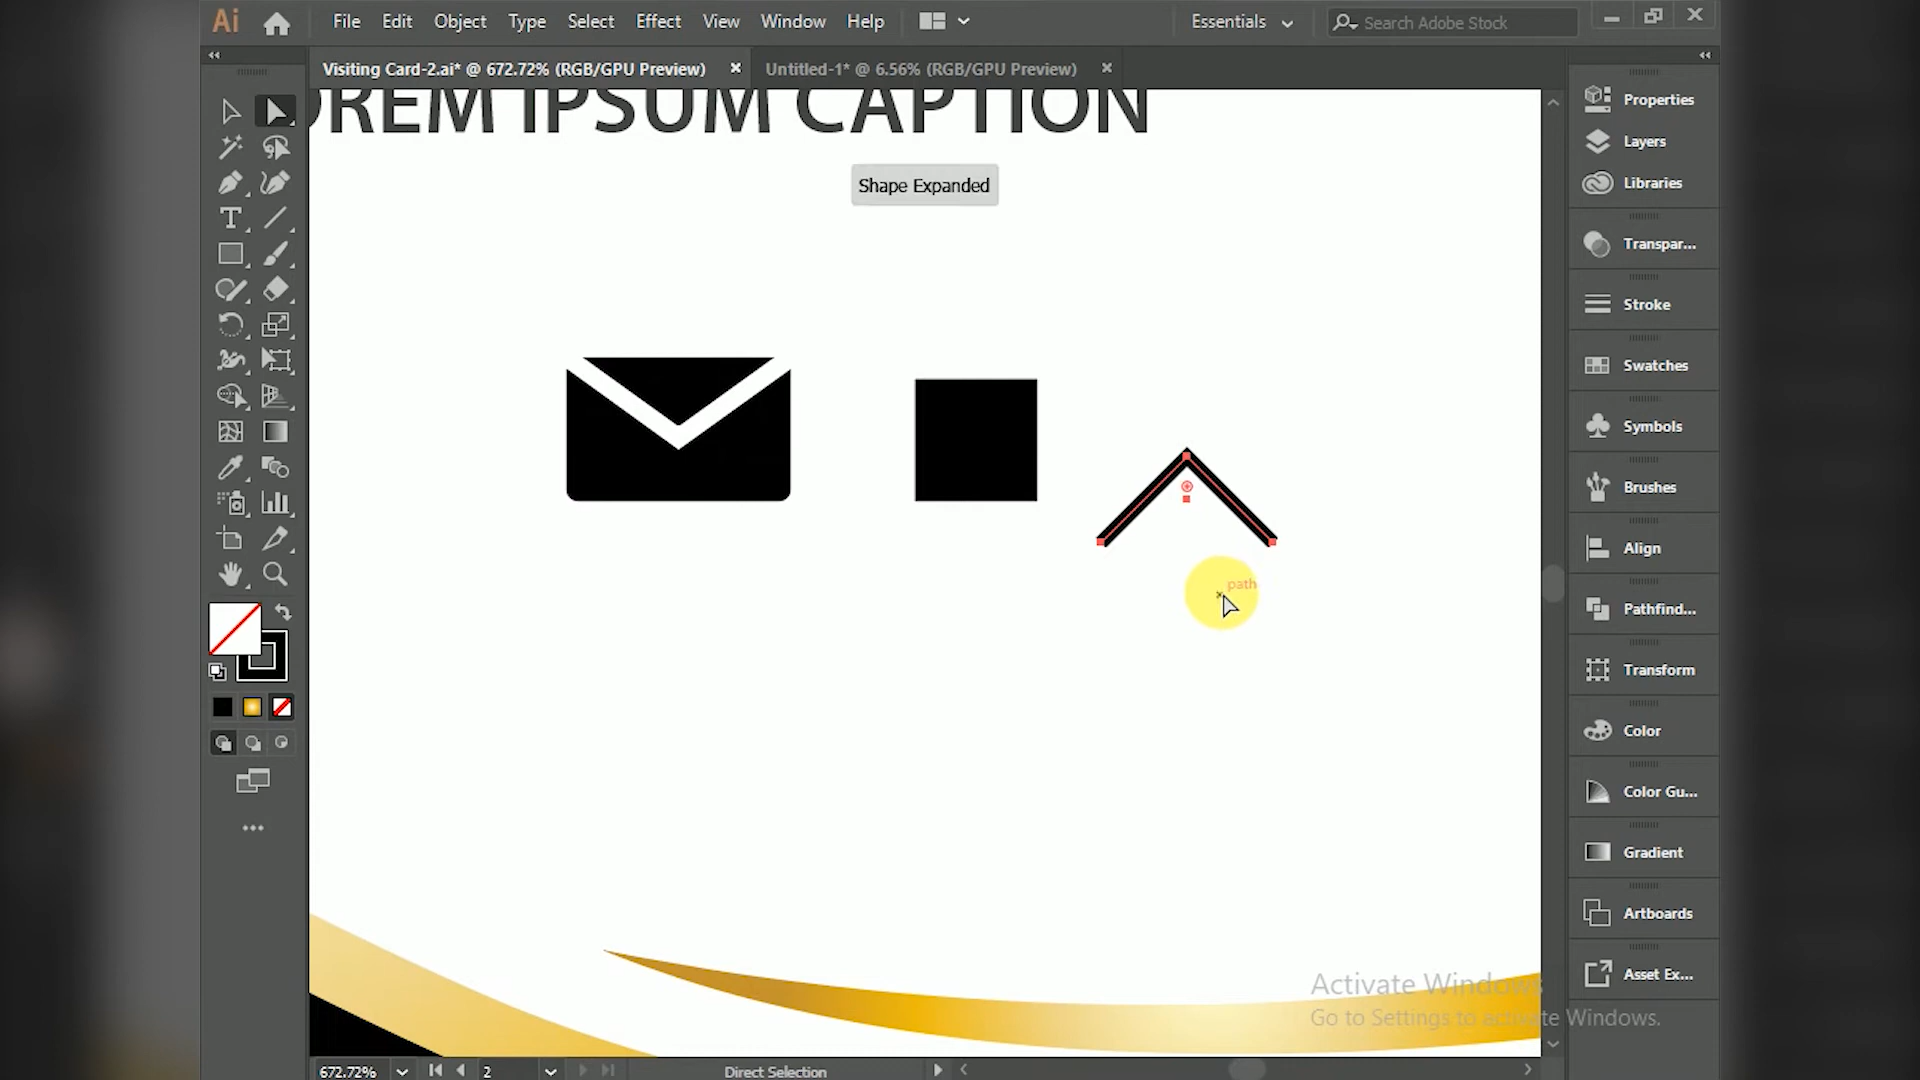 Ai File Edit Object Type Select Effect View Window Help Essentials Search Adobe Stock
Visiting Card-2.ai* @ 672.72% (RGB/GPU Preview) Untitled-1* @ 6.56% (RGB/GPU Preview)
OREM IPSUM CAPTION
Shape Expanded
path
Properties
Layers
Libraries
Transpar...
Stroke
Swatches
Symbols
Brushes
Align
Pathfind...
Transform
Color
Color Gu...
Gradient
Artboards
Asset Ex...
Activate Windows
Go to Settings to activate Windows.
672.72% 2 Direct Selection